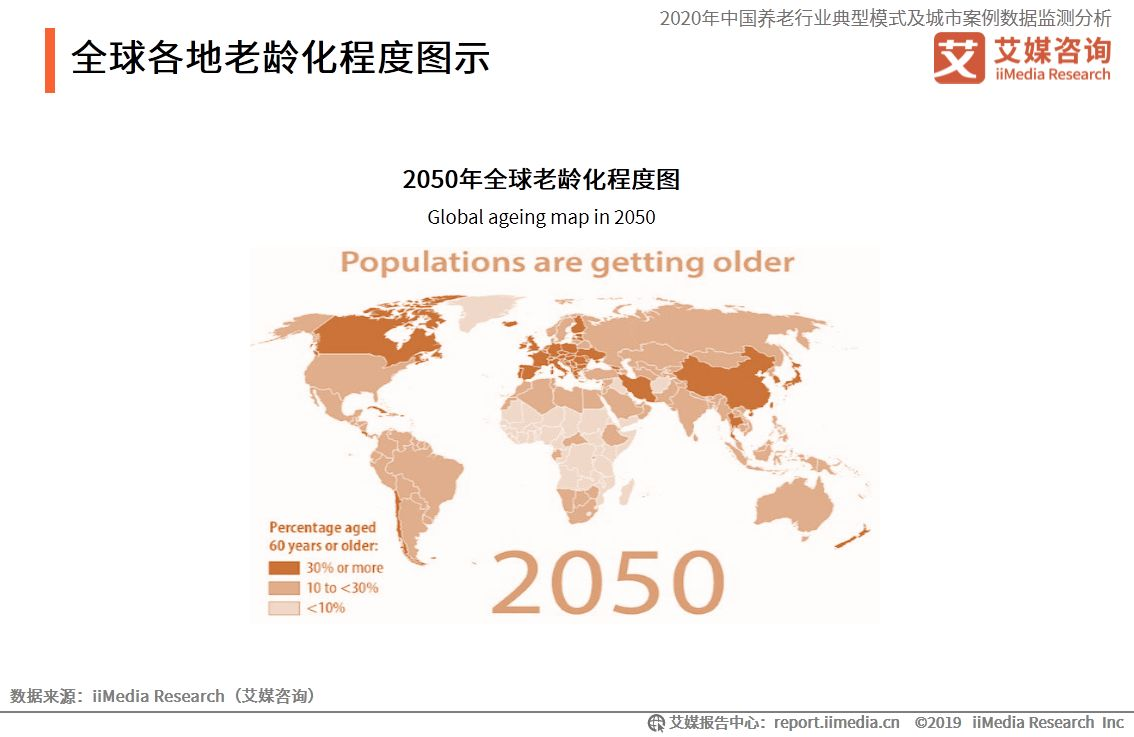 2020年中国养老行业典型模式及城市案例数据监测分析
全球各地老龄化程度图示
艾媒咨询
iiMedia Research
2050年全球老龄化程度图
Global ageing map in 2050
Populations are getting older
Percentage aged
60 years or older:
30% or more
10 to <30%
<10%
2050
数据来源：iiMedia Research（艾媒咨询）
艾媒报告中心：report.iimedia.cn ©2019 iiMedia Research Inc